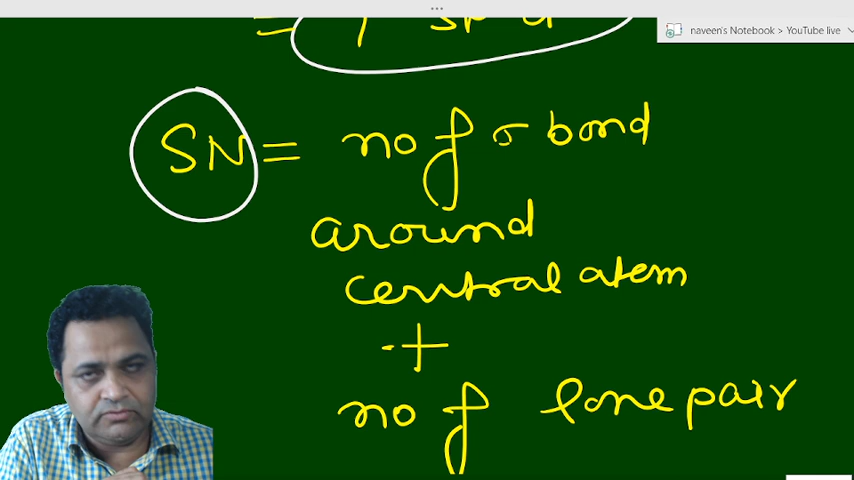 naveen's Notebook > YouTube live
SN = no of σ bond
around
central atom
+
no of lone pair